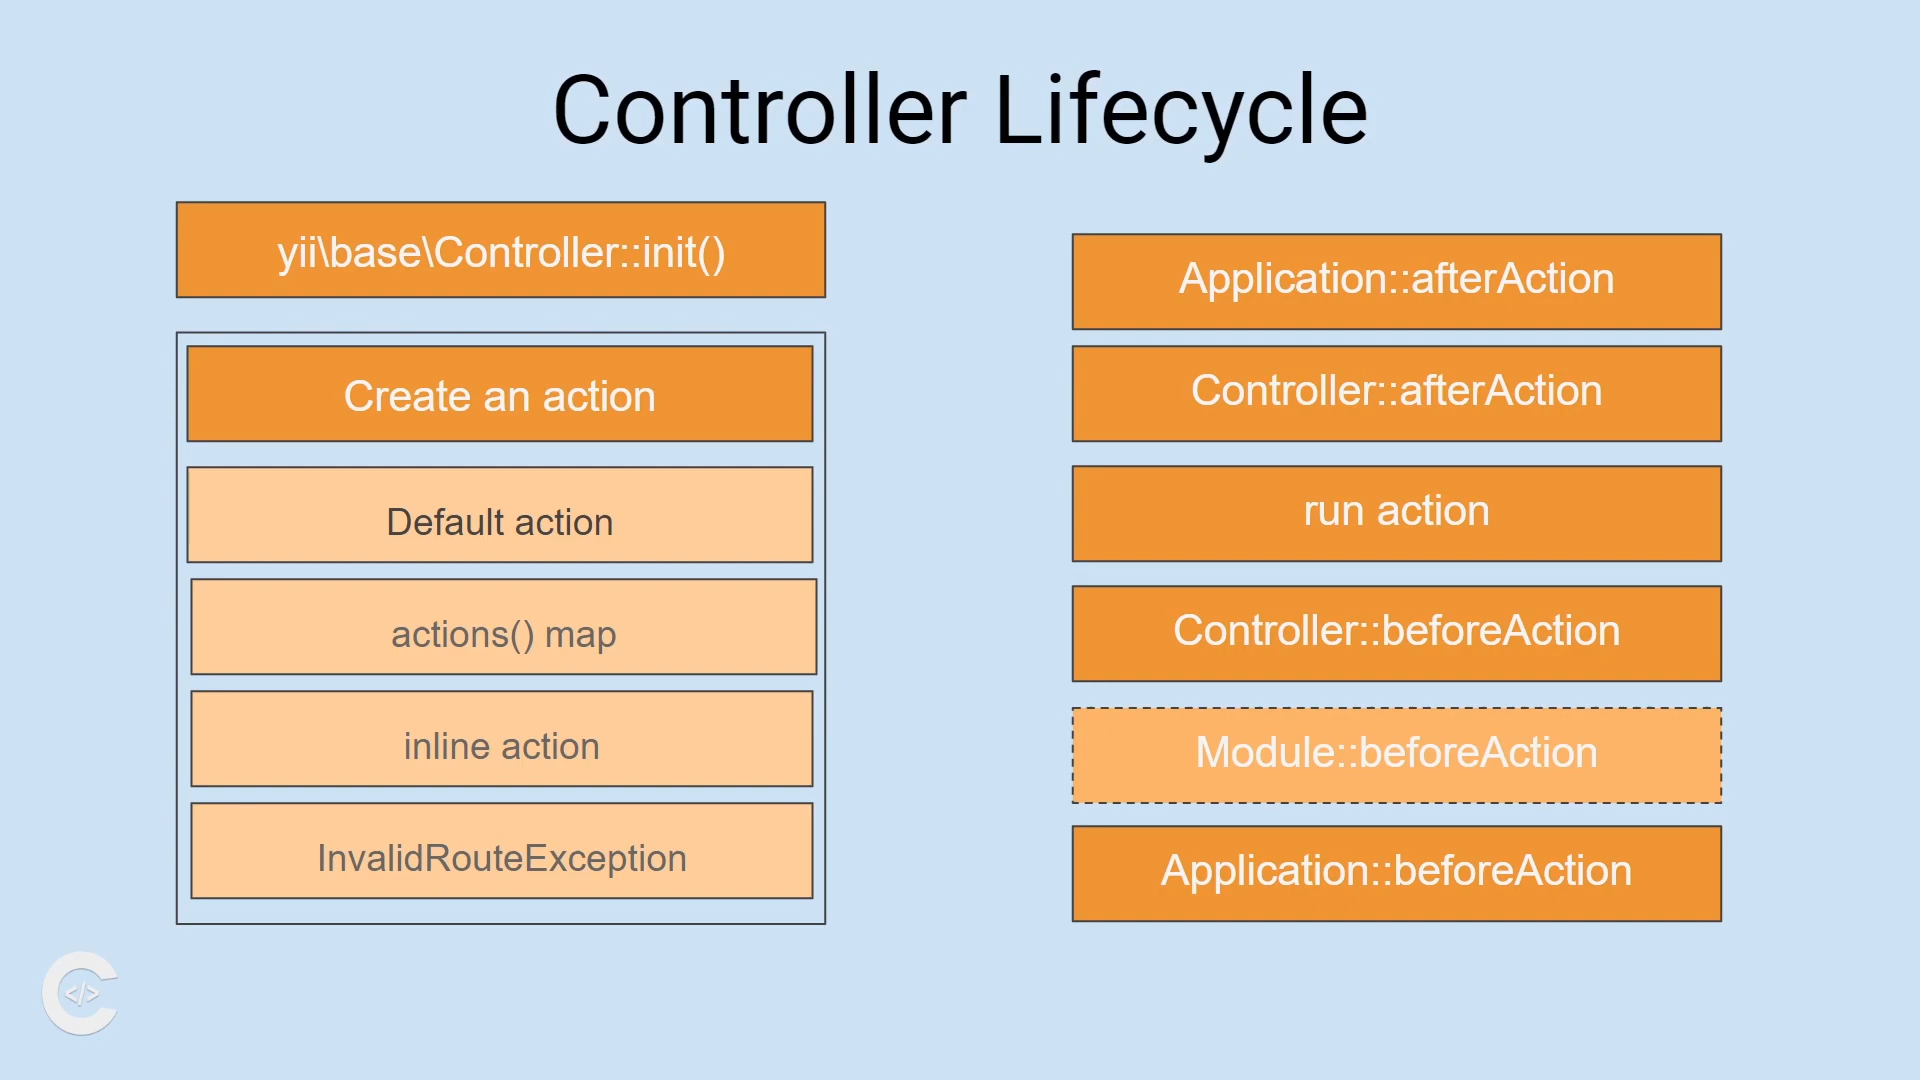 Controller Lifecycle
yii\base\Controller::init()
Create an action
Default action
actions() map
inline action
InvalidRouteException
Application::afterAction
Controller::afterAction
run action
Controller::beforeAction
Module::beforeAction
Application::beforeAction
</>